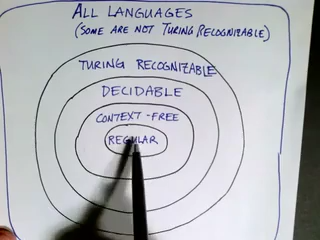 ALL LANGUAGES
(SOME ARE NOT TURING RECOGNIZABLE)
TURING RECOGNIZABLE
DECIDABLE
CONTEXT-FREE
REGULAR